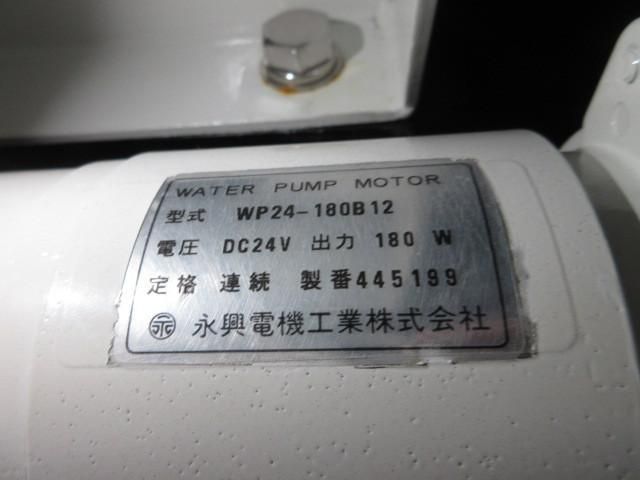 WATER PUMP MOTOR
型式 WP24-180B12
電圧 DC24V 出力 180 W
定格 連続 製番445199
永興電機工業株式会社